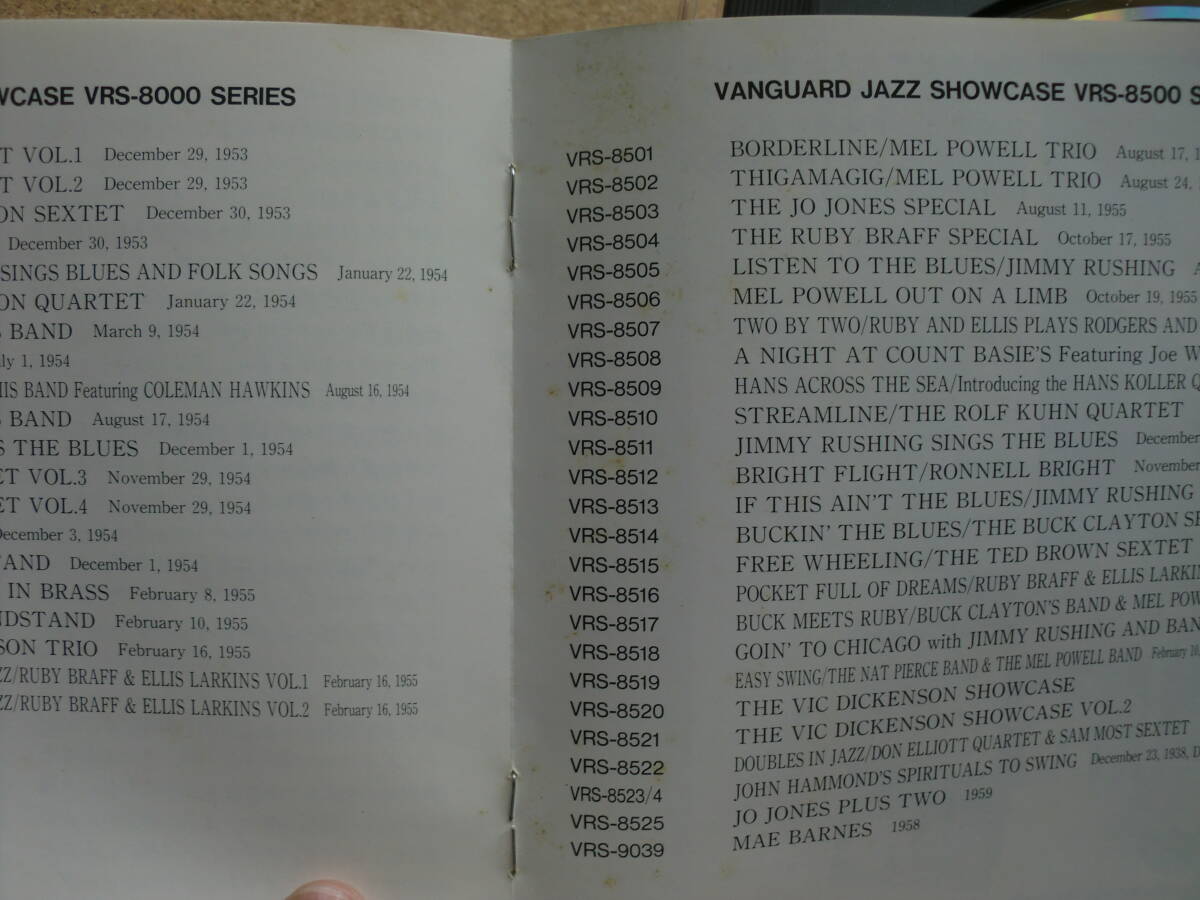 WCASE VRS-8000 SERIES
T VOL.1 December 29, 1953
T VOL.2 December 29, 1953
ON SEXTET December 30, 1953
December 30, 1953
SINGS BLUES AND FOLK SONGS January 22, 1954
ON QUARTET January 22, 1954
S BAND March 9, 1954
uly 1, 1954
HIS BAND Featuring COLEMAN HAWKINS August 16, 1954
S BAND August 17, 1954
S THE BLUES December 1, 1954
ET VOL.3 November 29, 1954
ET VOL.4 November 29, 1954
December 3, 1954
TAND December 1, 1954
IN BRASS February 8, 1955
NDSTAND February 10, 1955
SON TRIO February 16, 1955
ZZ/RUBY BRAFF & ELLIS LARKINS VOL.1 February 16, 1955
ZZ/RUBY BRAFF & ELLIS LARKINS VOL.2 February 16, 1955
VANGUARD JAZZ SHOWCASE VRS-8500 S
VRS-8501 BORDERLINE/MEL POWELL TRIO August 17, 1
VRS-8502 THIGAMAGIG/MEL POWELL TRIO August 24,
VRS-8503 THE JO JONES SPECIAL August 11, 1955
VRS-8504 THE RUBY BRAFF SPECIAL October 17, 1955
VRS-8505 LISTEN TO THE BLUES/JIMMY RUSHING A
VRS-8506 MEL POWELL OUT ON A LIMB October 19, 1955
VRS-8507 TWO BY TWO/RUBY AND ELLIS PLAYS RODGERS AND
VRS-8508 A NIGHT AT COUNT BASIE'S Featuring Joe W
VRS-8509 HANS ACROSS THE SEA/Introducing the HANS KOLLER Q
VRS-8510 STREAMLINE/THE ROLF KUHN QUARTET
VRS-8511 JIMMY RUSHING SINGS THE BLUES December
VRS-8512 BRIGHT FLIGHT/RONNELL BRIGHT November
VRS-8513 IF THIS AIN'T THE BLUES/JIMMY RUSHING
VRS-8514 BUCKIN' THE BLUES/THE BUCK CLAYTON SE
VRS-8515 FREE WHEELING/THE TED BROWN SEXTET
VRS-8516 POCKET FULL OF DREAMS/RUBY BRAFF & ELLIS LARKIN
VRS-8517 BUCK MEETS RUBY/BUCK CLAYTON'S BAND & MEL POW
VRS-8518 GOIN' TO CHICAGO with JIMMY RUSHING AND BAN
VRS-8519 EASY SWING/THE NAT PIERCE BAND & THE MEL POWELL BAND February 10,
VRS-8520 THE VIC DICKENSON SHOWCASE
VRS-8521 THE VIC DICKENSON SHOWCASE VOL.2
VRS-8522 DOUBLES IN JAZZ/DON ELLIOTT QUARTET & SAM MOST SEXTET
VRS-8523/4 JOHN HAMMOND'S SPIRITUALS TO SWING December 23, 1938, D
VRS-8525 JO JONES PLUS TWO 1959
VRS-9039 MAE BARNES 1958